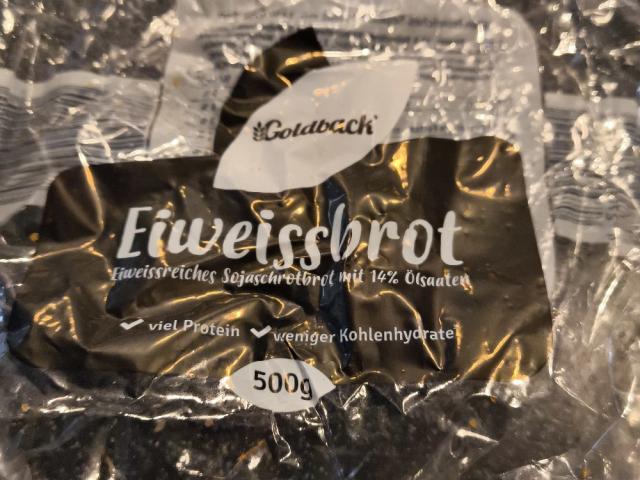 Goldback
Eiweissbrot
Eiweissreiches Sojaschrotbrot mit 14% Ölsaaten
viel Protein weniger Kohlenhydrate
500g